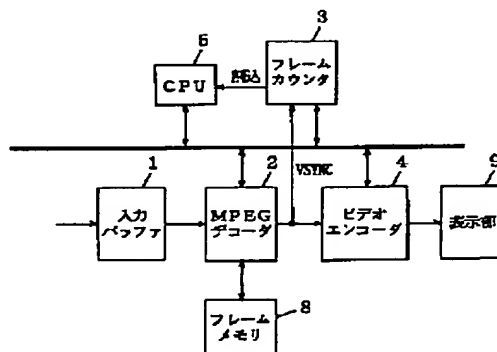 5
3
CPU
割込
フレーム
カウンタ
1
2
VSYNC
4
9
入力
バッファ
MPEG
デコーダ
ビデオ
エンコーダ
表示部
フレーム
メモリ
8